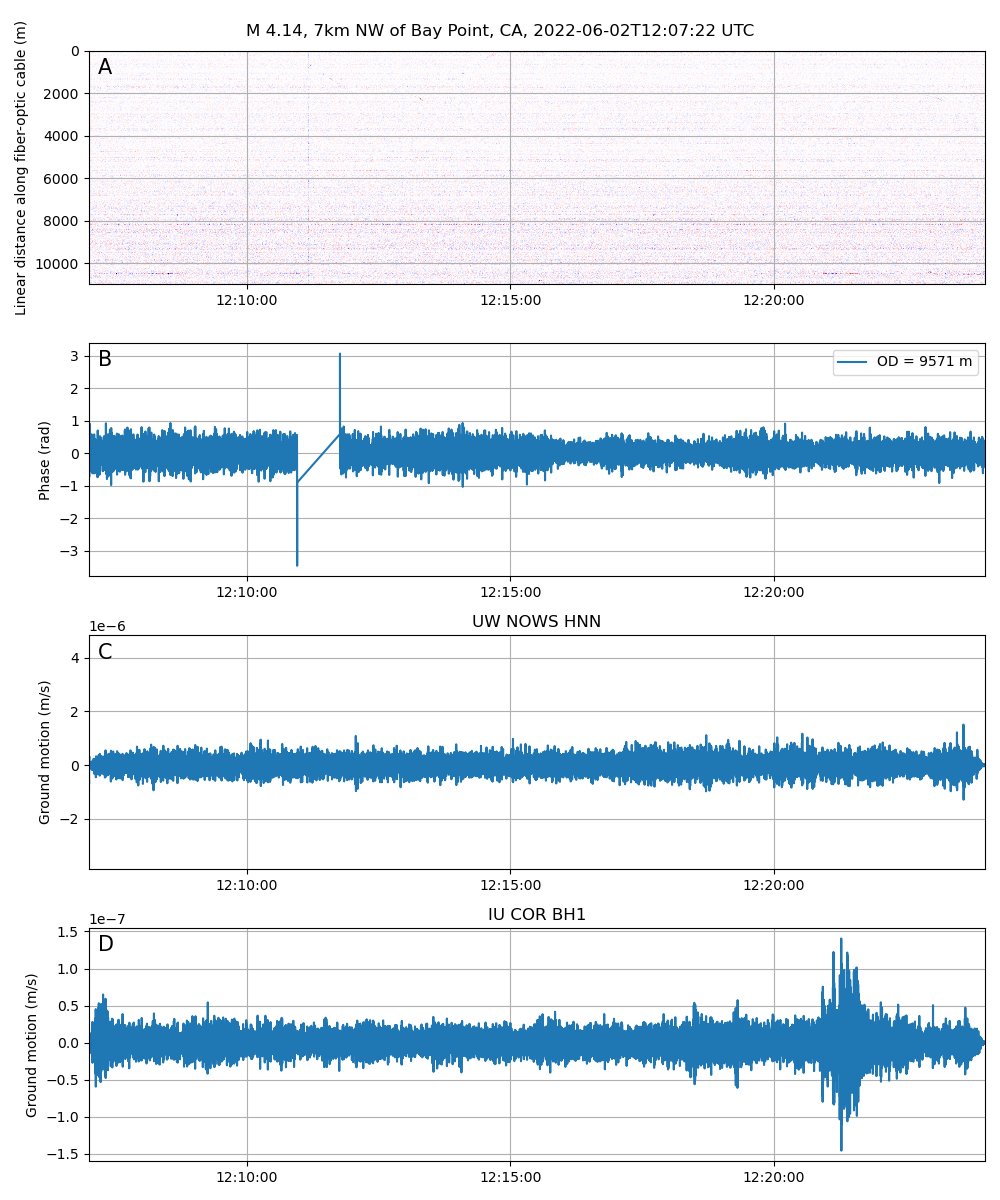 M 4.14, 7km NW of Bay Point, CA, 2022-06-02T12:07:22 UTC
A
Linear distance along fiber-optic cable (m)
0
2000
4000
6000
8000
10000
12:10:00 12:15:00 12:20:00
B
OD = 9571 m
Phase (rad)
3
2
1
0
−1
−2
−3
12:10:00 12:15:00 12:20:00
UW NOWS HNN
1e−6
C
Ground motion (m/s)
4
2
0
−2
12:10:00 12:15:00 12:20:00
IU COR BH1
1e−7
D
Ground motion (m/s)
1.5
1.0
0.5
0.0
−0.5
−1.0
−1.5
12:10:00 12:15:00 12:20:00